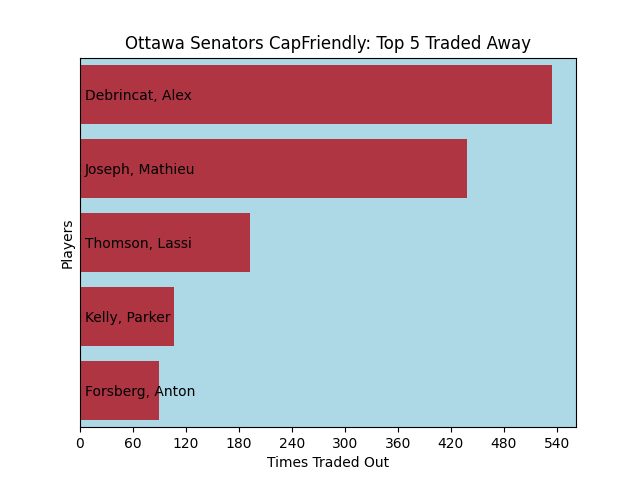 Ottawa Senators CapFriendly: Top 5 Traded Away
Debrincat, Alex
Joseph, Mathieu
Thomson, Lassi
Kelly, Parker
Forsberg, Anton
Players
0 60 120 180 240 300 360 420 480 540
Times Traded Out